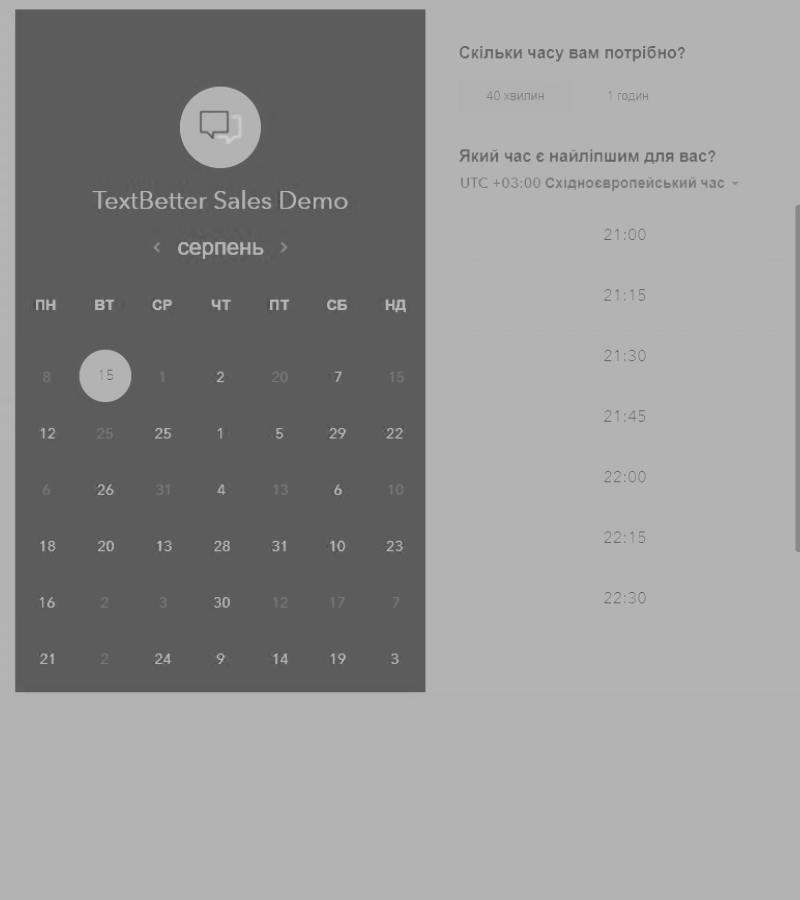 TextBetter Sales Demo
серпень
ПН ВТ СР ЧТ ПТ СБ НД
8 15 1 2 20 7 15
12 25 25 1 5 29 22
6 26 31 4 13 6 10
18 20 13 28 31 10 23
16 2 3 30 12 17 7
21 2 24 9 14 19 3
Скільки часу вам потрібно?
40 хвилин 1 годин
Який час є найліпшим для вас?
UTC +03:00 Східноєвропейський час
21:00
21:15
21:30
21:45
22:00
22:15
22:30